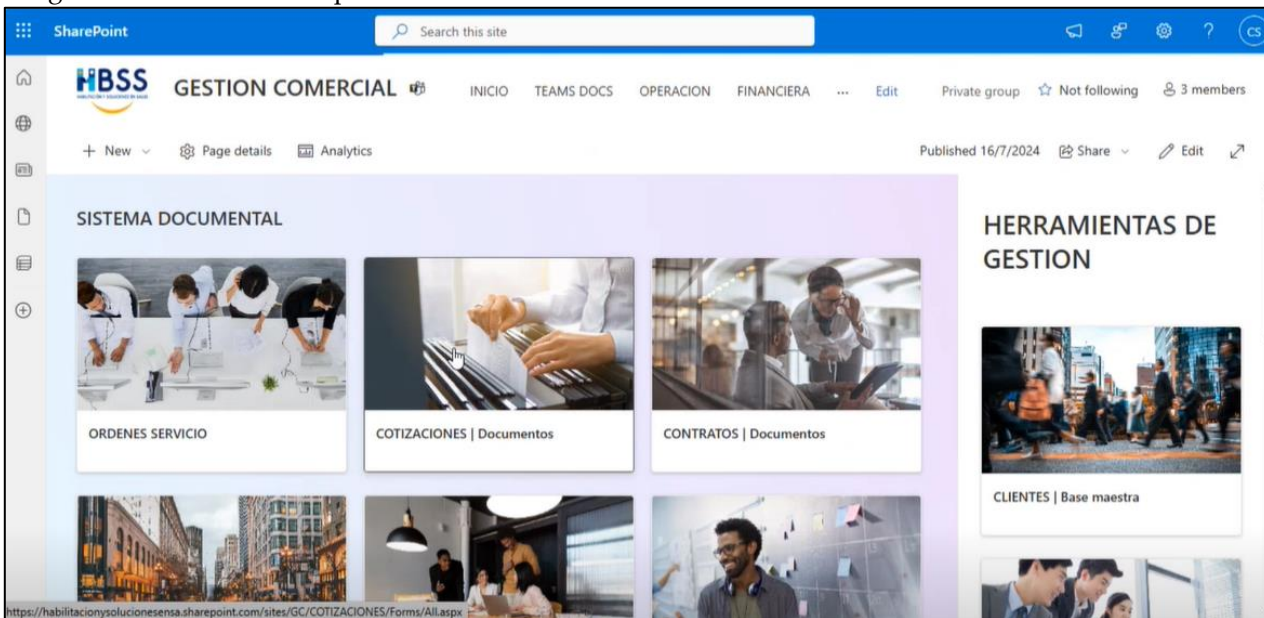 SharePoint
Search this site
?
CS
HBSS
GESTION COMERCIAL
INICIO TEAMS DOCS OPERACION FINANCIERA ... Edit
Private group Not following 3 members
+ New Page details Analytics
Published 16/7/2024 Share Edit
SISTEMA DOCUMENTAL
HERRAMIENTAS DE
GESTION
ORDENES SERVICIO
COTIZACIONES | Documentos
CONTRATOS | Documentos
CLIENTES | Base maestra
https://habilitacionysolucionesensa.sharepoint.com/sites/GC/COTIZACIONES/Forms/All.aspx